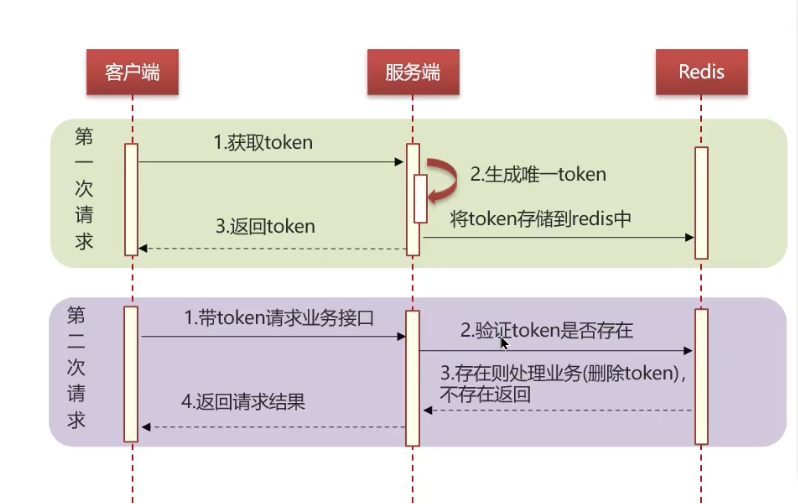 客户端
服务端
Redis
第一次请求
1.获取token
2.生成唯一token
将token存储到redis中
3.返回token
第二次请求
1.带token请求业务接口
2.验证token是否存在
3.存在则处理业务(删除token),
不存在返回
4.返回请求结果